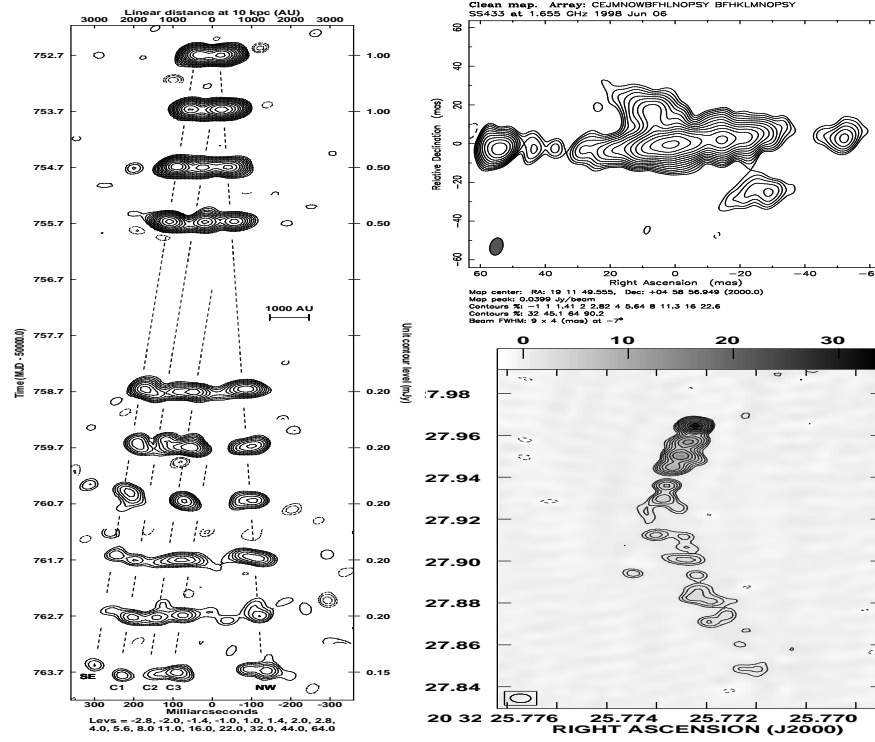 Linear distance at 10 kpc (AU)
3000 2000 1000 0 1000 2000 3000
752.7 1.00
753.7 1.00
754.7 0.50
755.7 0.50
756.7
1000 AU
757.7
Time (MJD - 50000.0)
Unit contour level (mJy)
758.7 0.20
759.7 0.20
760.7 0.20
761.7 0.20
762.7 0.20
763.7 0.15
SE C1 C2 C3 NW
300 200 100 0 -100 -200 -300
Milliarcseconds
Levs = -2.8, -2.0, -1.4, -1.0, 1.0, 1.4, 2.0, 2.8,
4.0, 5.6, 8.0, 11.0, 16.0, 22.0, 32.0, 44.0, 64.0
Clean map. Array: CEJMNOWBFHLNOPSY BFHKLMNOPSY
SS433 at 1.655 GHz 1998 Jun 06
Relative Declination (mas)
60
40
20
0
-20
-40
-60
60 40 20 0 -20 -40 -6
Right Ascension (mas)
Map center: RA: 19 11 49.555, Dec: +04 58 56.949 (2000.0)
Map peak: 0.0399 Jy/beam
Contours %: -1 1 1.41 2 2.82 4 5.64 8 11.3 16 22.6
Contours %: 32 45.1 64 90.2
Beam FWHM: 9 x 4 (mas) at -7°
0 10 20 30
:7.98
27.96
27.94
27.92
27.90
27.88
27.86
27.84
20 32 25.776 25.774 25.772 25.770
RIGHT ASCENSION (J2000)